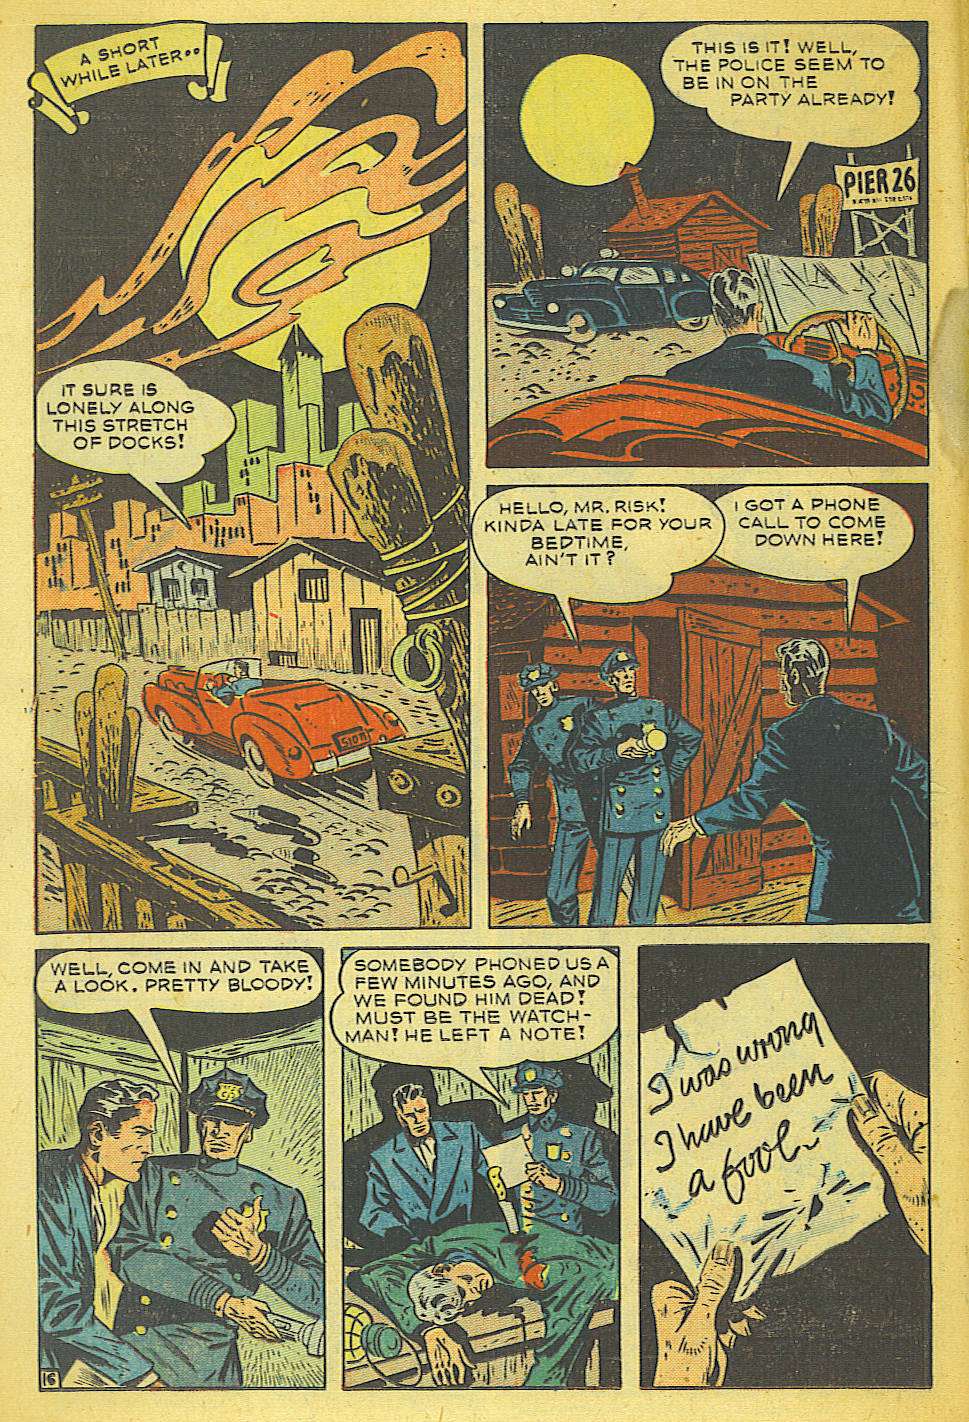 A SHORT
WHILE LATER..
IT SURE IS
LONELY ALONG
THIS STRETCH
OF DOCKS!
THIS IS IT! WELL,
THE POLICE SEEM TO
BE IN ON THE
PARTY ALREADY!
PIER 26
HELLO, MR. RISK!
KINDA LATE FOR YOUR
BEDTIME,
AIN'T IT?
I GOT A PHONE
CALL TO COME
DOWN HERE!
WELL, COME IN AND TAKE
A LOOK. PRETTY BLOODY!
16
SOMEBODY PHONED US A
FEW MINUTES AGO, AND
WE FOUND HIM DEAD!
MUST BE THE WATCH-
MAN! HE LEFT A NOTE!
I was wrong
I have been
a fool